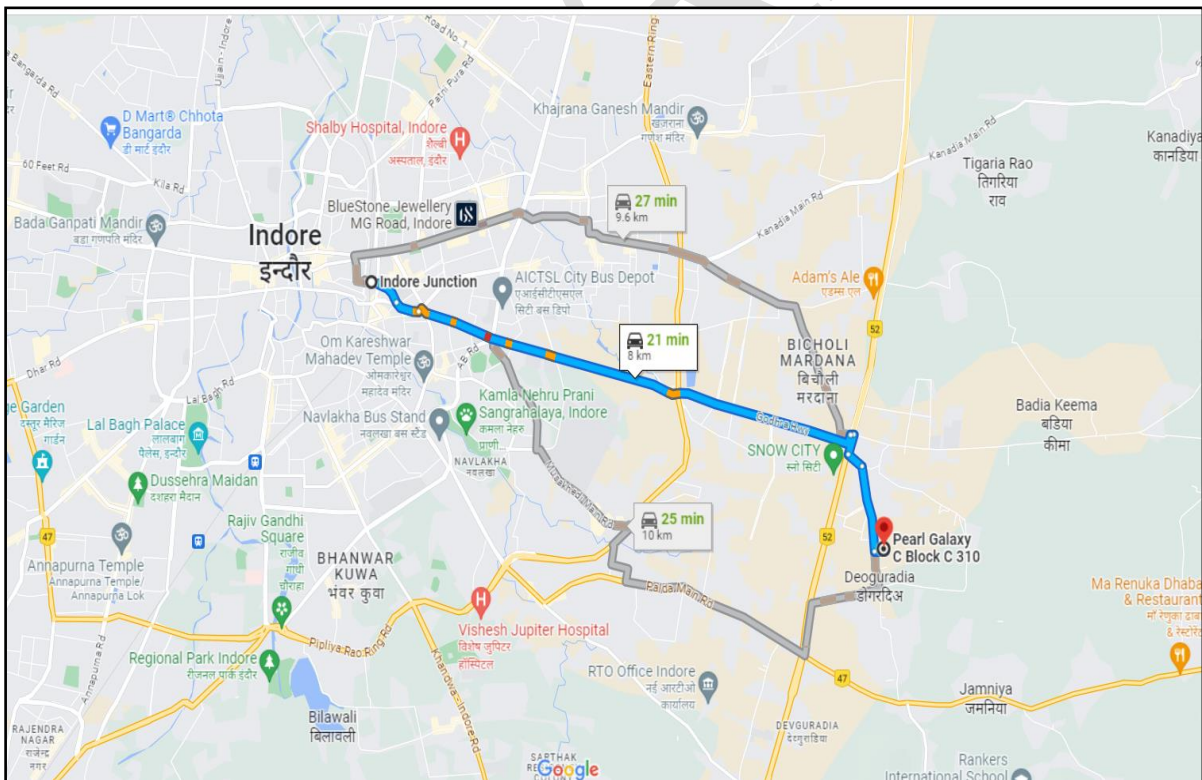 Road No. 1
Ujjain - Indore
Patni Pura Rd
Eastern Ring
a Bangarda Rd
D Mart® Chhota
Bangarda
डी मार्ट इंदौर
Shalby Hospital, Indore
शैल्बी
अस्पताल, इंदौर
Khajrana Ganesh Mandir
खजराना
गणेश मंदिर
Kanadia Main Rd
Kanadiya
कानडिया
Tigaria Rao
तिगरिया
राव
60 Feet Rd
Kila Rd
BlueStone Jewellery
MG Road, Indore
27 min
9.6 km
Kanadia Main Rd
Bada Ganpati Mandir
बडा गणपति मंदिर
Indore
इन्दौर
Indore Junction
AICTSL City Bus Depot
एआईसीटीएसएल
सिटी बस डिपो
Adam's Ale
एडम्स एल
52
21 min
8 km
BICHOLI
MARDANA
बिचौली
मरदाना
Om Kareshwar
Mahadev Temple
ओमकारेश्वर
महादेव मंदिर
AB Rd
Dhar Rd
Lal Bagh Rd
Kamla Nehru Prani
Sangrahalaya, Indore
कमला नेहरु
प्राणी...
Badia Keema
बडिया
कीमा
ge Garden
दस्तूर मैरिज
गार्डन
Lal Bagh Palace
लालबाग
पैलेस, इन्दौर
Navlakha Bus Stand
नवलखा बस स्टैंड
NAVLAKHA
नवलखा
SNOW CITY
स्नो सिटी
Dussehra Maidan
दशहरा मैदान
Musakhedi Main Rd
Rajiv Gandhi
Square
राजीव
गांधी
चौराहा
25 min
10 km
52
Pearl Galaxy
C Block C 310
47
Annapurna Temple
Annapurna Temple/
Annapurna Lok
BHANWAR
KUWA
भंवर कुवा
Deoguradia
Palda Main Rd
Ma Renuka Dhaba
& Restaurant
Vishesh Jupiter Hospital
विशेष जुपिटर
हॉस्पिटल
Pipliya Rao Ring Rd
Regional Park Indore
रीजनल पार्क इंदौर
Annapurna Rd
Khandwa - Indore Rd
RTO Office Indore
नई आरटीओ
कार्यालय
47
Jamniya
जमनिया
Bilawali
बिलावली
DEVGURADIA
देवगुराडिया
RAJENDRA
NAGAR
राजेन्द्र
नगर
SARTHAK
Google
Rankers
International School